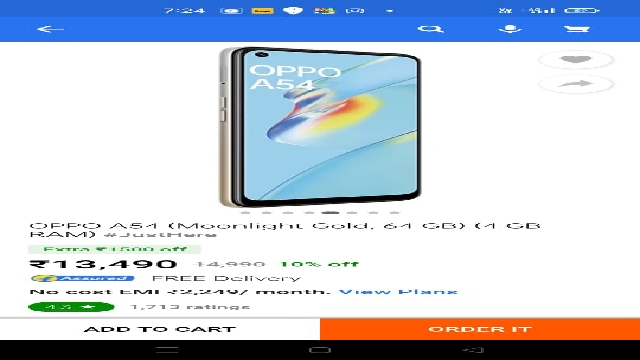 7:24
OPPO
A54
OPPO A54 (Moonlight Gold, 64 GB) (4 GB
RAM) #JustHere
Extra ₹1500 off
₹13,490 14,990 10% off
Assured FREE Delivery
No cost EMI ₹2,249/ month. View Plans
1,713 ratings
ADD TO CART ORDER IT